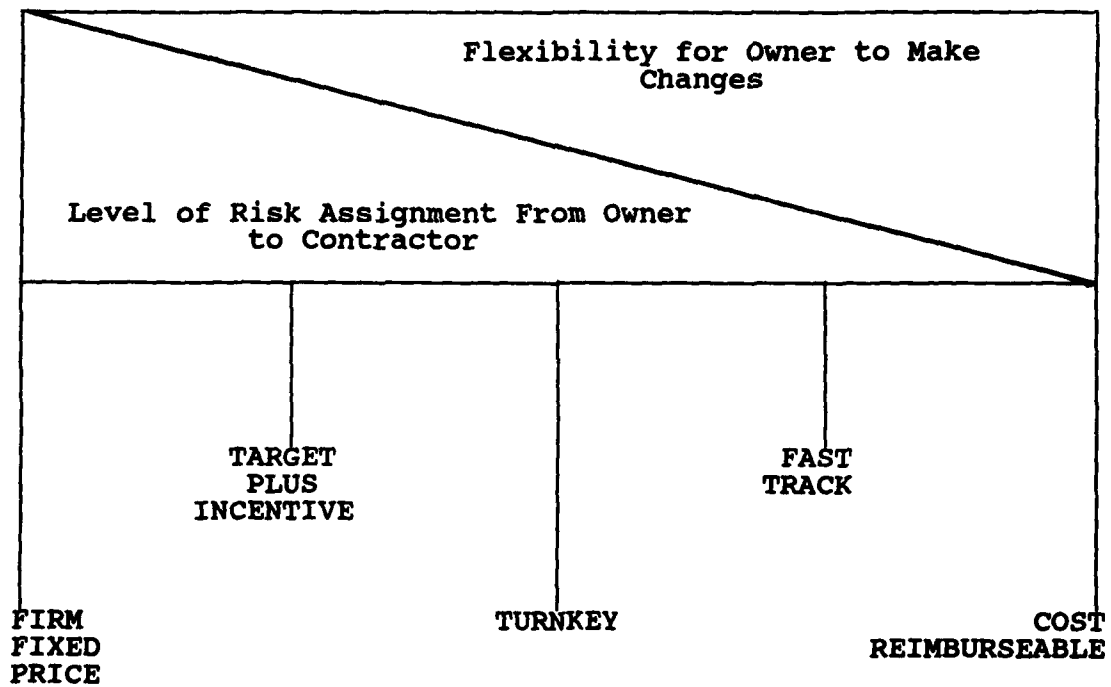 Flexibility for Owner to Make
Changes
Level of Risk Assignment From Owner
to Contractor
TARGET
PLUS
INCENTIVE
FAST
TRACK
FIRM
FIXED
PRICE
TURNKEY
COST
REIMBURSEABLE